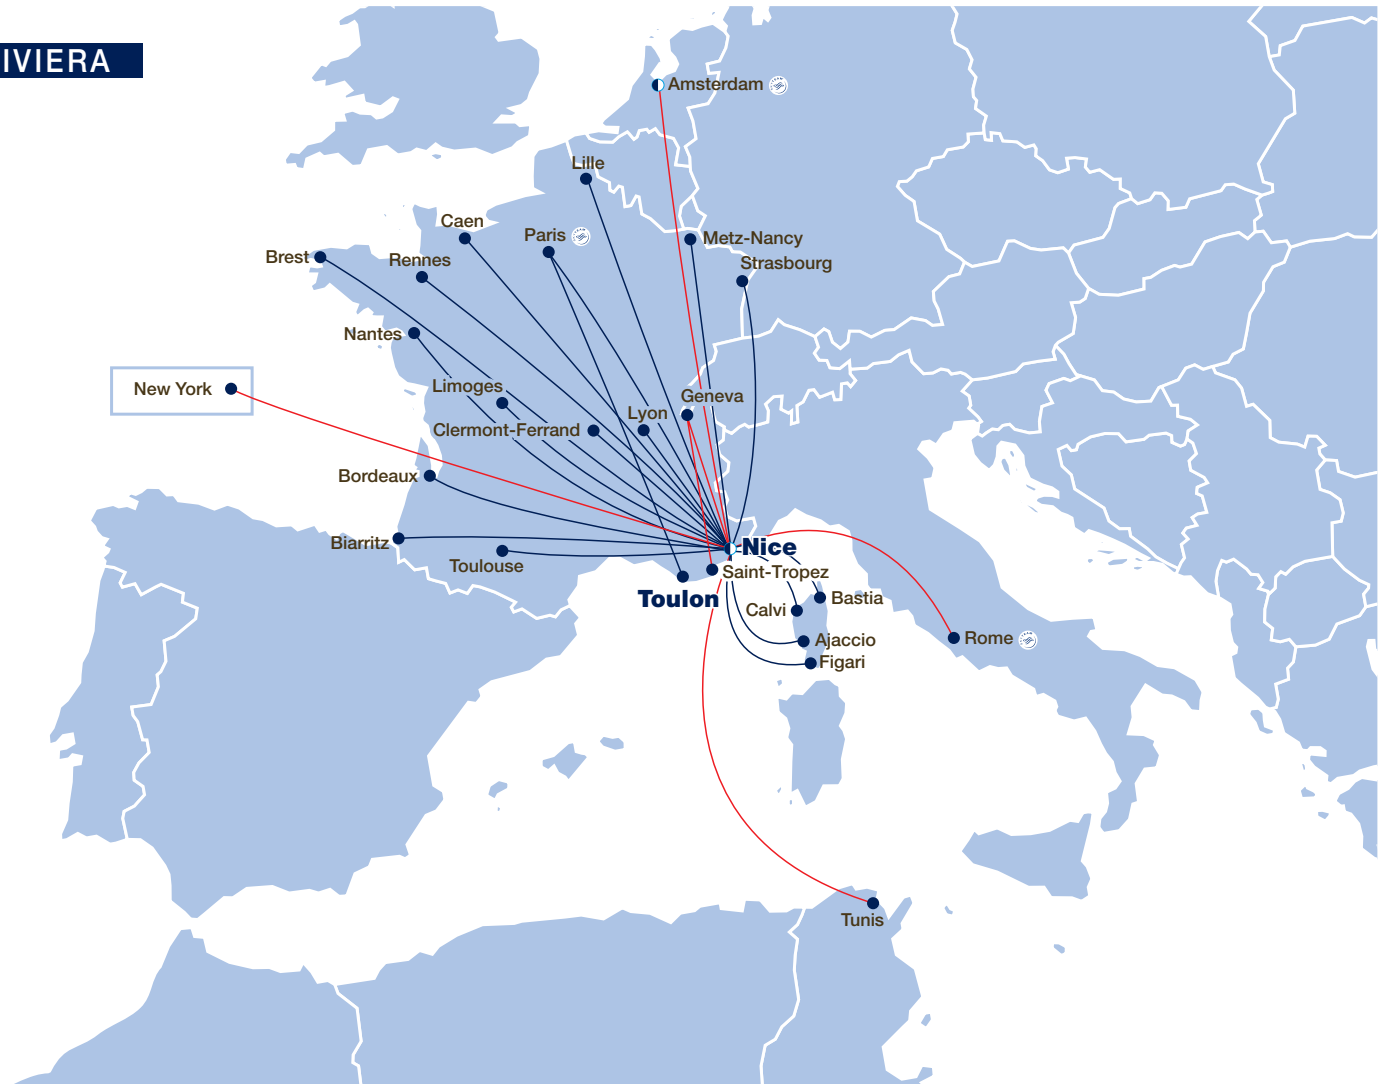 IVIERA
Amsterdam
Lille
Caen
Paris
Metz-Nancy
Brest
Rennes
Strasbourg
Nantes
New York
Limoges
Geneva
Lyon
Clermont-Ferrand
Bordeaux
Biarritz
Nice
Toulouse
Saint-Tropez
Toulon
Bastia
Calvi
Ajaccio
Rome
Figari
Tunis